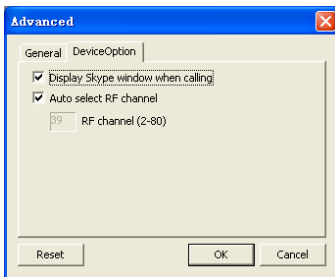 Advanced
General DeviceOption
Display Skype window when calling
Auto select RF channel
39 RF channel (2-80)
Reset OK Cancel